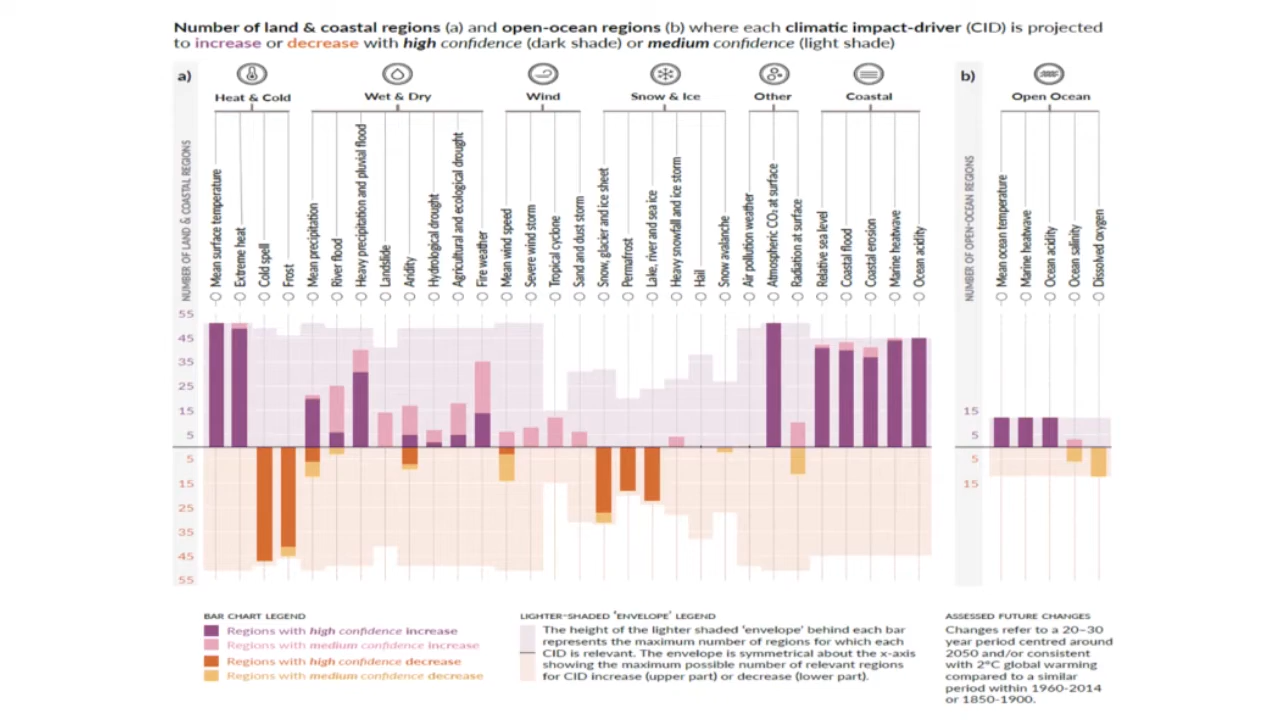 Number of land & coastal regions (a) and open-ocean regions (b) where each climatic impact-driver (CID) is projected
to increase or decrease with high confidence (dark shade) or medium confidence (light shade)
a)
Heat & Cold
Wet & Dry
Wind
Snow & Ice
Other
Coastal
b)
Open Ocean
NUMBER OF LAND & COASTAL REGIONS
Mean surface temperature
Extreme heat
Cold spell
Frost
Mean precipitation
River flood
Heavy precipitation and pluvial flood
Landslide
Aridity
Hydrological drought
Agricultural and ecological drought
Fire weather
Mean wind speed
Severe wind storm
Tropical cyclone
Sand and dust storm
Snow, glacier and ice sheet
Permafrost
Lake, river and sea ice
Heavy snowfall and ice storm
Hail
Snow avalanche
Air pollution weather
Atmospheric CO₂ at surface
Radiation at surface
Relative sea level
Coastal flood
Coastal erosion
Marine heatwave
Ocean acidity
NUMBER OF OPEN-OCEAN REGIONS
Mean ocean temperature
Marine heatwave
Ocean acidity
Ocean salinity
Dissolved oxygen
55
45
35
25
15
5
5
15
25
35
45
55
15
5
5
15
BAR CHART LEGEND
Regions with high confidence increase
Regions with medium confidence increase
Regions with high confidence decrease
Regions with medium confidence decrease
LIGHTER-SHADED 'ENVELOPE' LEGEND
The height of the lighter shaded 'envelope' behind each bar
represents the maximum number of regions for which each
CID is relevant. The envelope is symmetrical about the x-axis
showing the maximum possible number of relevant regions
for CID increase (upper part) or decrease (lower part).
ASSESSED FUTURE CHANGES
Changes refer to a 20–30
year period centred around
2050 and/or consistent
with 2°C global warming
compared to a similar
period within 1960-2014
or 1850-1900.